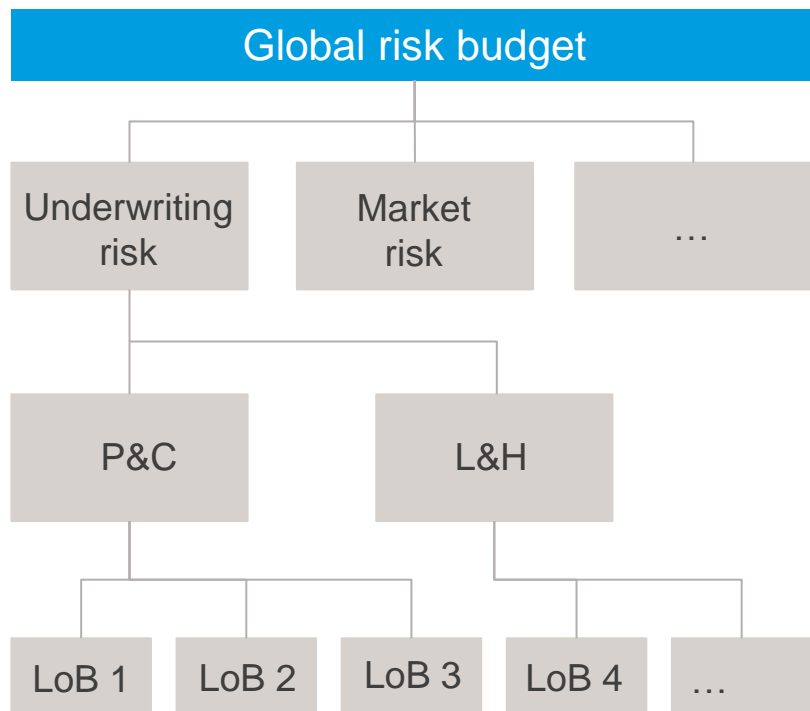 Global risk budget
Underwriting
risk
Market
risk
…
P&C
L&H
LoB 1
LoB 2
LoB 3
LoB 4
…